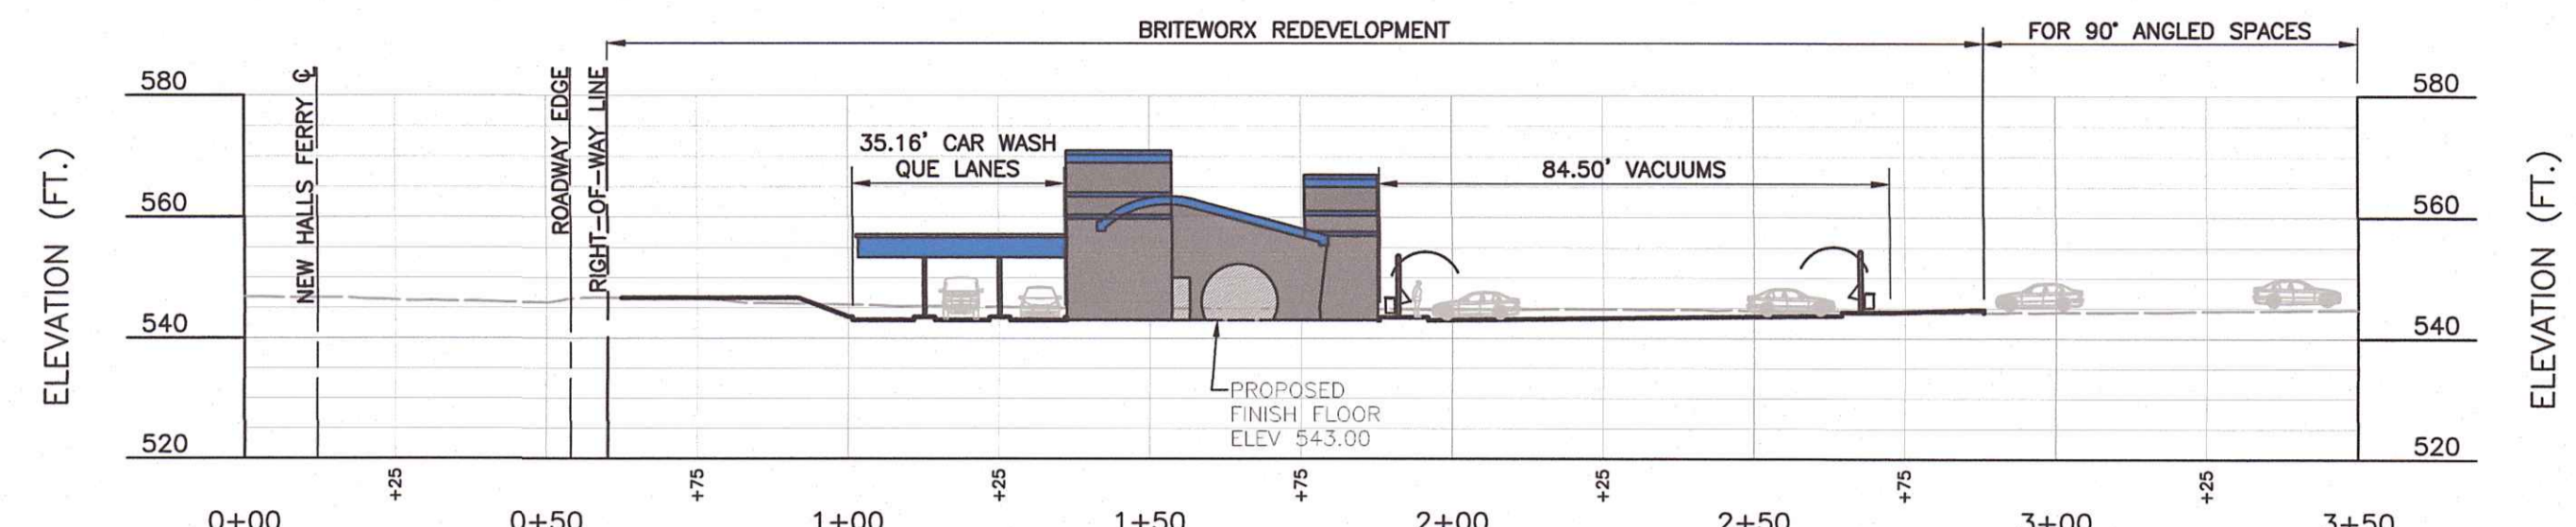 BRITEWORX REDEVELOPMENT
FOR 90° ANGLED SPACES
580
560
540
520
ELEVATION (FT.)
NEW HALLS FERRY ℄
ROADWAY EDGE
RIGHT-OF-WAY LINE
35.16' CAR WASH
QUE LANES
84.50' VACUUMS
PROPOSED
FINISH FLOOR
ELEV 543.00
580
560
540
520
ELEVATION (FT.)
+25
+75
+25
+75
+25
+75
+25
0+00
0+50
1+00
1+50
2+00
2+50
3+00
3+50